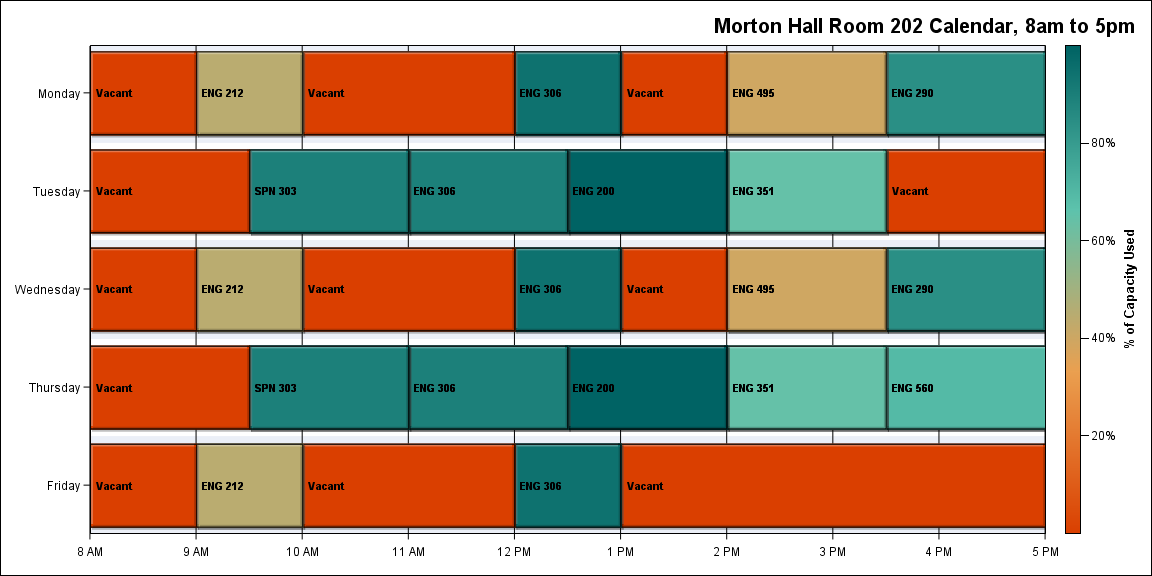 Morton Hall Room 202 Calendar, 8am to 5pm
Monday
Vacant
ENG 212
Vacant
ENG 306
Vacant
ENG 495
ENG 290
Tuesday
Vacant
SPN 303
ENG 306
ENG 200
ENG 351
Vacant
Wednesday
Vacant
ENG 212
Vacant
ENG 306
Vacant
ENG 495
ENG 290
Thursday
Vacant
SPN 303
ENG 306
ENG 200
ENG 351
ENG 560
Friday
Vacant
ENG 212
Vacant
ENG 306
Vacant
8 AM
9 AM
10 AM
11 AM
12 PM
1 PM
2 PM
3 PM
4 PM
5 PM
80%
60%
40%
20%
% of Capacity Used